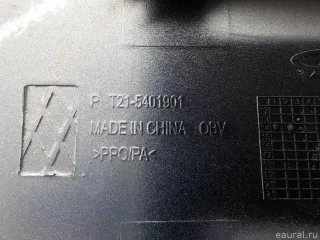 P T21-5401901
MADE IN CHINA OBV
>PPO/PA<
eaural.ru